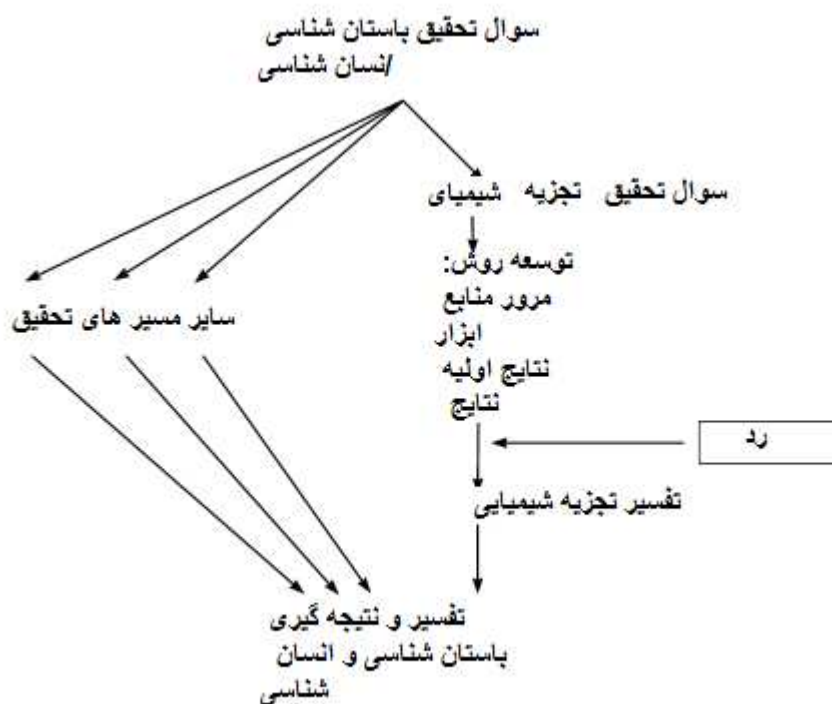 سوال تحقیق باستان شناسی
/انسان شناسی
سوال تحقیق تجزیه شیمیای
توسعه روش:
مرور منابع
ابزار
نتایج اولیه
نتایج
سایر مسیر های تحقیق
رد
تفسیر تجزیه شیمیایی
تفسیر و نتیجه گیری
باستان شناسی و انسان
شناسی